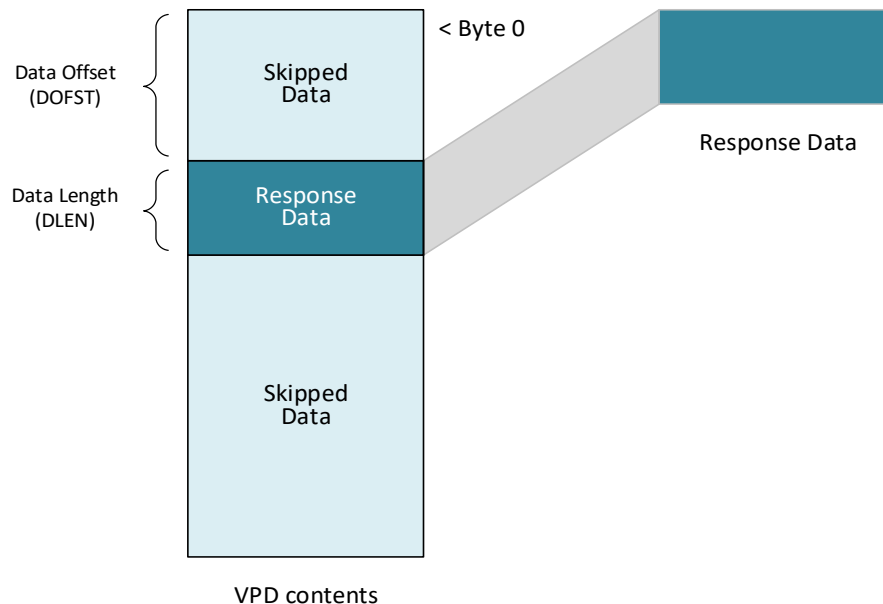 < Byte 0
Data Offset
(DOFST)
Skipped
Data
Response Data
Data Length
(DLEN)
Response
Data
Skipped
Data
VPD contents